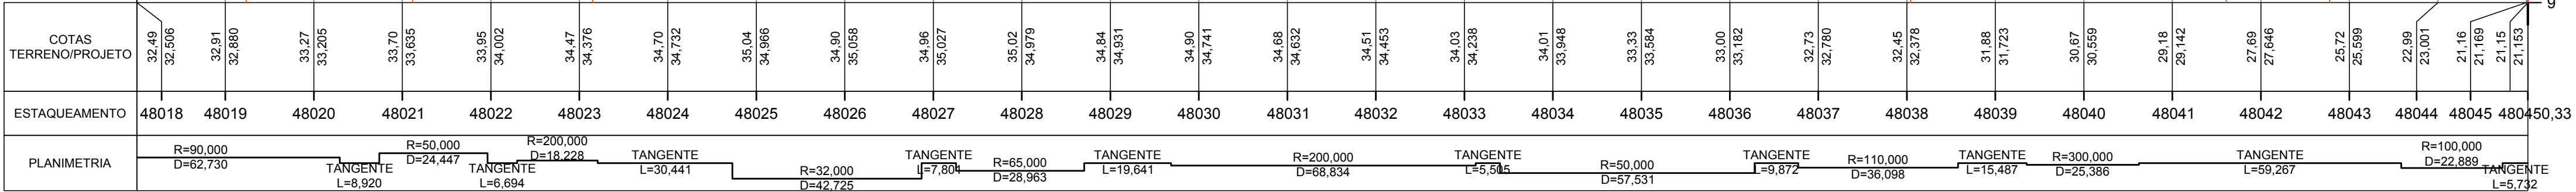 9
COTAS
TERRENO/PROJETO
32,49
32,506
32,91
32,880
33,27
33,205
33,70
33,635
33,95
34,002
34,47
34,376
34,70
34,732
35,04
34,966
34,90
35,058
34,96
35,027
35,02
34,979
34,84
34,931
34,90
34,741
34,68
34,632
34,51
34,453
34,03
34,238
34,01
33,948
33,33
33,584
33,00
33,182
32,73
32,780
32,45
32,378
31,88
31,723
30,67
30,559
29,18
29,142
27,69
27,646
25,72
25,599
22,99
23,001
21,16
21,169
21,15
21,153
ESTAQUEAMENTO
48018 48019 48020 48021 48022 48023 48024 48025 48026 48027 48028 48029 48030 48031 48032 48033 48034 48035 48036 48037 48038 48039 48040 48041 48042 48043 48044 48045 480450,33
PLANIMETRIA
R=90,000
D=62,730
TANGENTE
L=8,920
R=50,000
D=24,447
TANGENTE
L=6,694
R=200,000
D=18,228
TANGENTE
L=30,441
R=32,000
D=42,725
TANGENTE
L=7,804
R=65,000
D=28,963
TANGENTE
L=19,641
R=200,000
D=68,834
TANGENTE
L=5,505
R=50,000
D=57,531
TANGENTE
L=9,872
R=110,000
D=36,098
TANGENTE
L=15,487
R=300,000
D=25,386
TANGENTE
L=59,267
R=100,000
D=22,889
TANGENTE
L=5,732